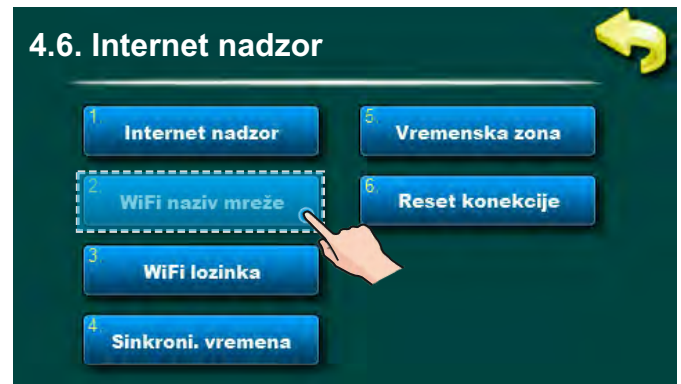 4.6. Internet nadzor
1. Internet nadzor
2. WiFi naziv mreže
3. WiFi lozinka
4. Sinkroni. vremena
5. Vremenska zona
6. Reset konekcije